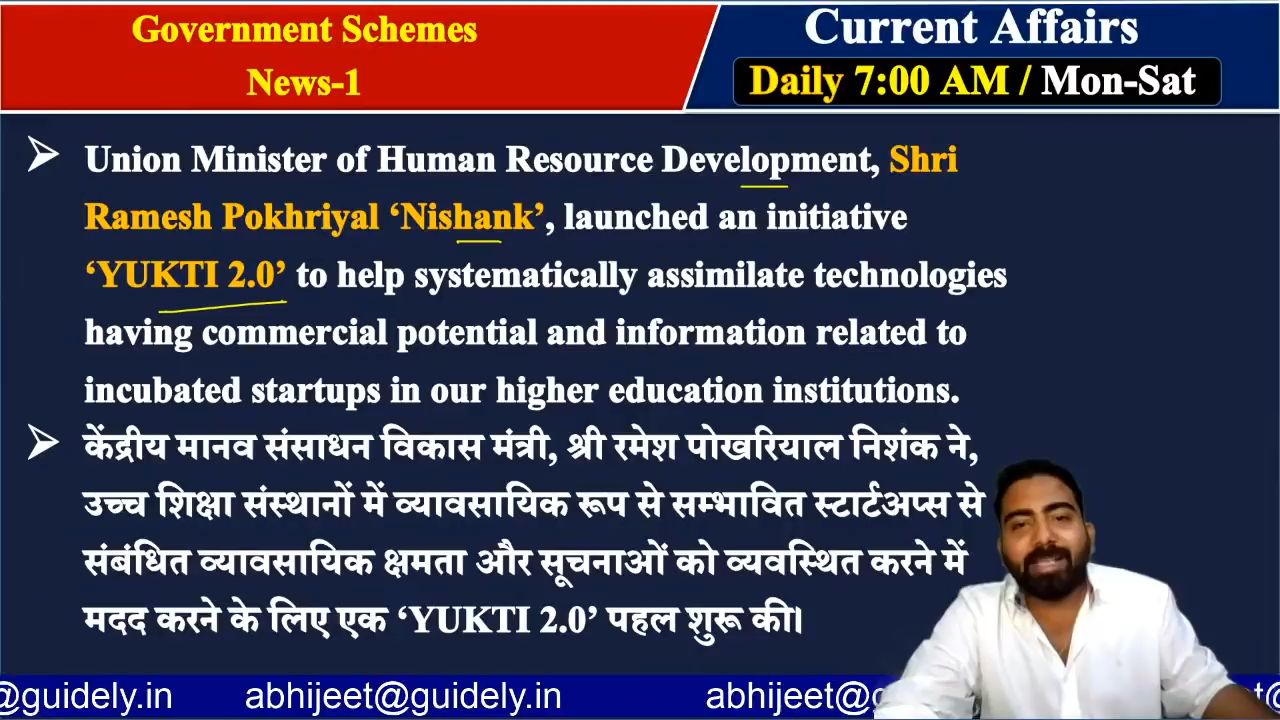 Government Schemes
News-1
Current Affairs
Daily 7:00 AM / Mon-Sat
Union Minister of Human Resource Development, Shri
Ramesh Pokhriyal ‘Nishank’, launched an initiative
‘YUKTI 2.0’ to help systematically assimilate technologies
having commercial potential and information related to
incubated startups in our higher education institutions.
केंद्रीय मानव संसाधन विकास मंत्री, श्री रमेश पोखरियाल निशंक ने,
उच्च शिक्षा संस्थानों में व्यावसायिक रूप से सम्भावित स्टार्टअप्स से
संबंधित व्यावसायिक क्षमता और सूचनाओं को व्यवस्थित करने में
मदद करने के लिए एक ‘YUKTI 2.0’ पहल शुरू की।
@guidely.in abhijeet@guidely.in abhijeet@g